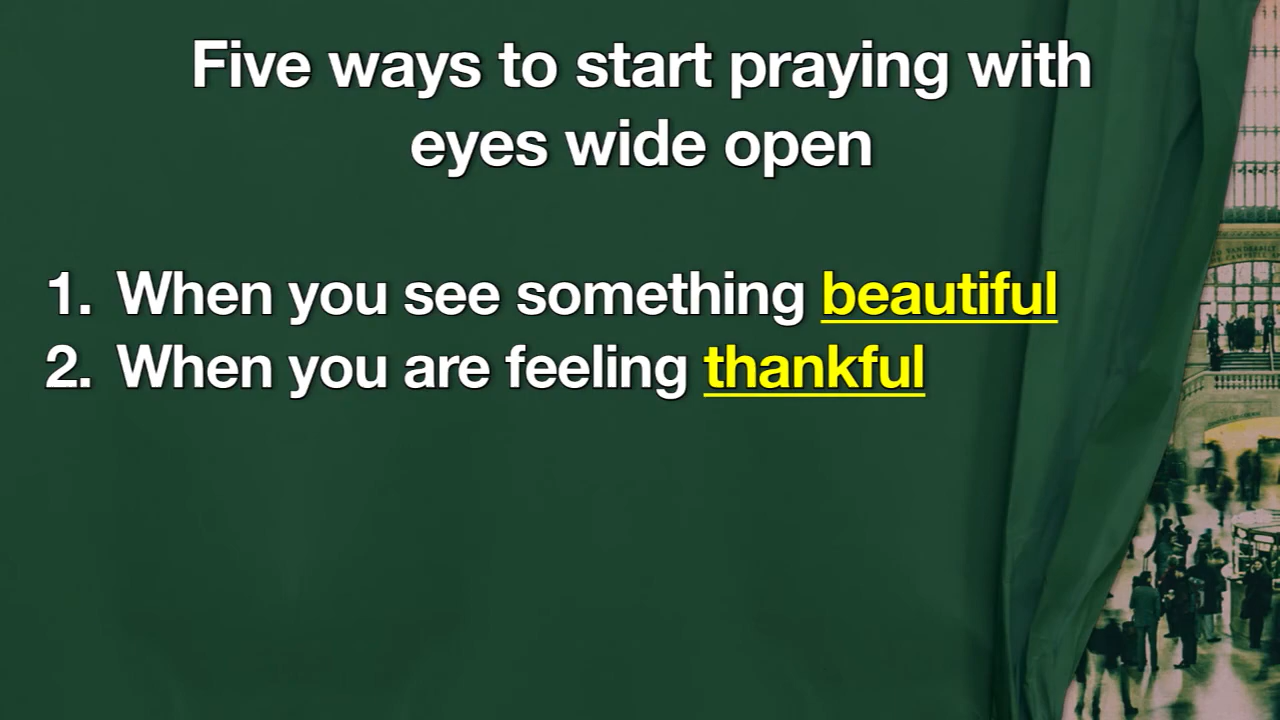 Five ways to start praying with
eyes wide open
1. When you see something beautiful
2. When you are feeling thankful